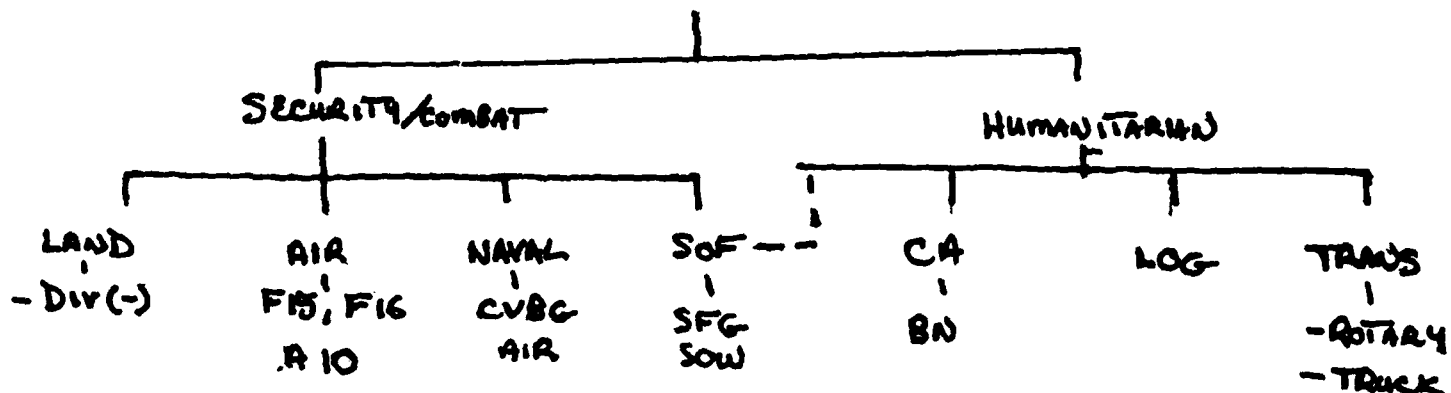 SECURITY/COMBAT
HUMANITARIAN
LAND
- DIV (-)
AIR
F15, F16
A 10
NAVAL
CVBG
AIR
SOF
SFG
SOW
CA
BN
LOG
TRANS
- ROTARY
- TRUCK